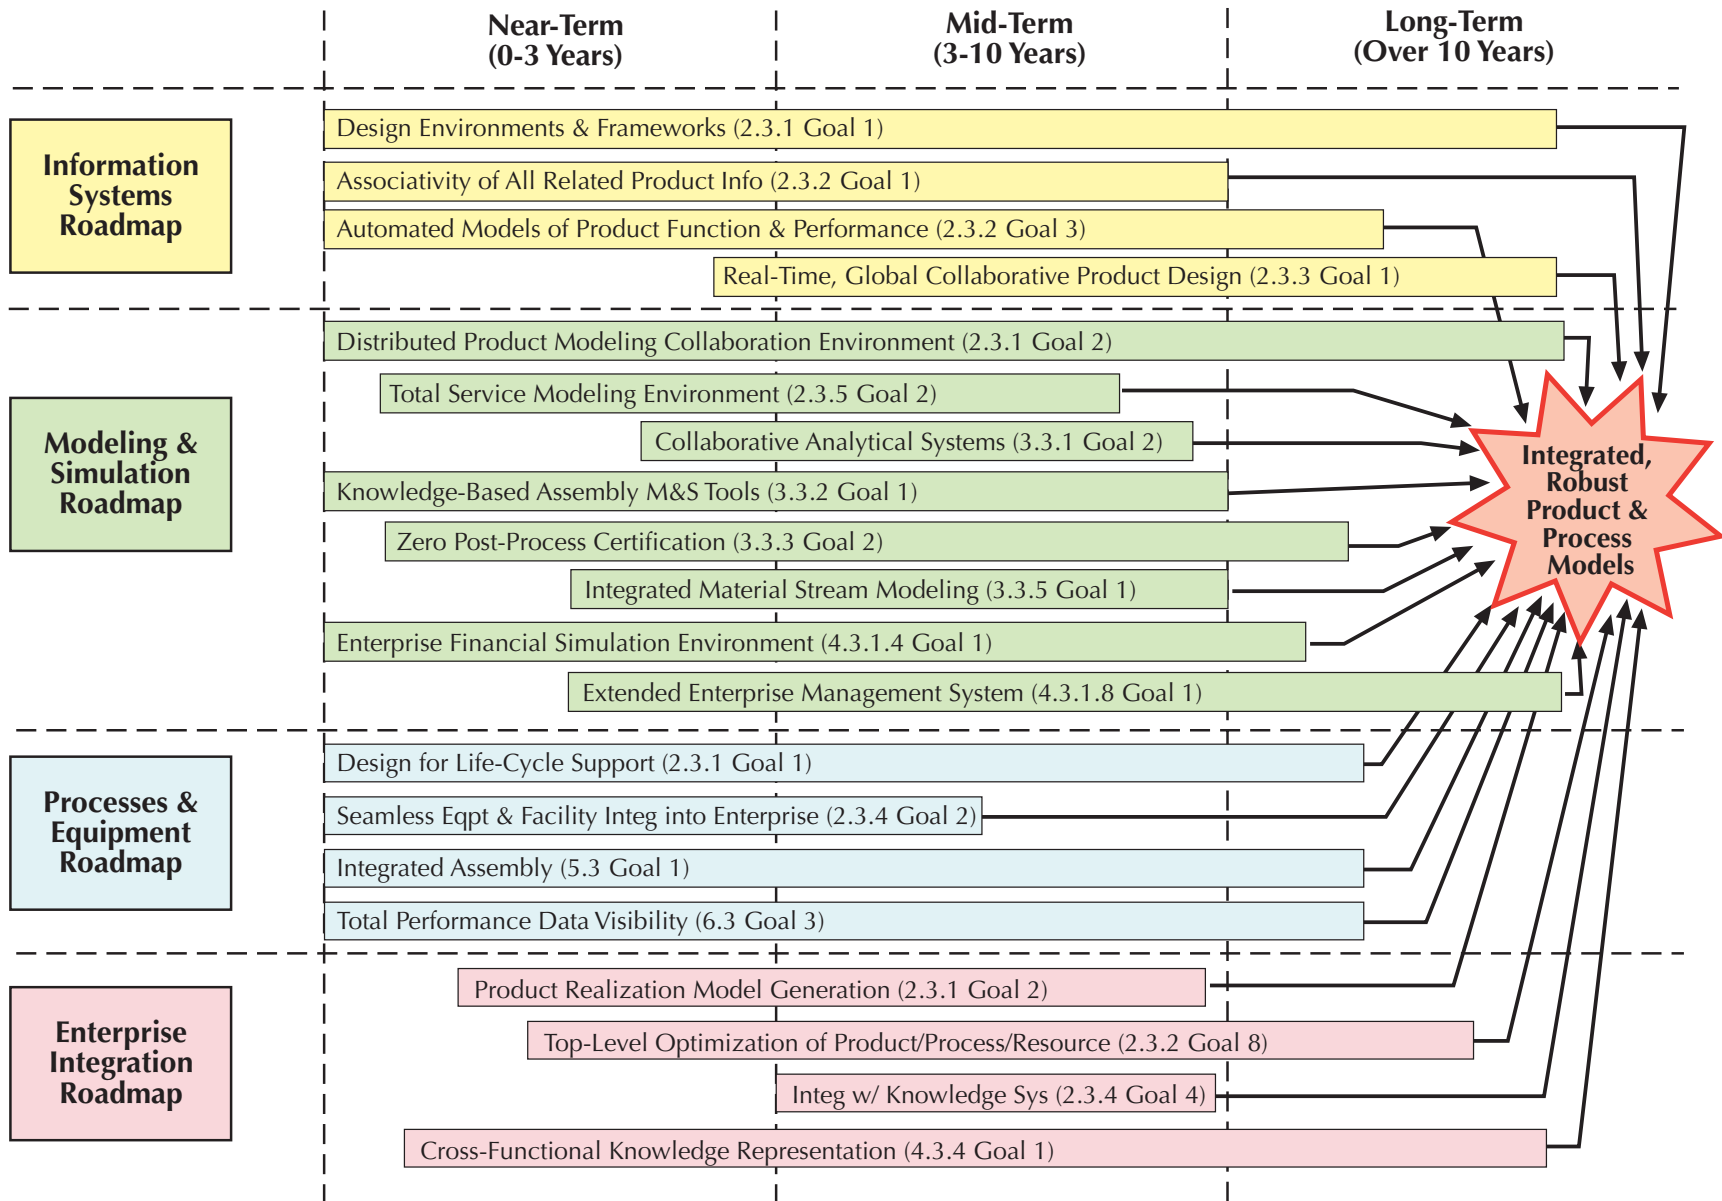 Near-Term
(0-3 Years)
Mid-Term
(3-10 Years)
Long-Term
(Over 10 Years)
Information
Systems
Roadmap
Design Environments & Frameworks (2.3.1 Goal 1)
Associativity of All Related Product Info (2.3.2 Goal 1)
Automated Models of Product Function & Performance (2.3.2 Goal 3)
Real-Time, Global Collaborative Product Design (2.3.3 Goal 1)
Modeling &
Simulation
Roadmap
Distributed Product Modeling Collaboration Environment (2.3.1 Goal 2)
Total Service Modeling Environment (2.3.5 Goal 2)
Collaborative Analytical Systems (3.3.1 Goal 2)
Knowledge-Based Assembly M&S Tools (3.3.2 Goal 1)
Zero Post-Process Certification (3.3.3 Goal 2)
Integrated Material Stream Modeling (3.3.5 Goal 1)
Enterprise Financial Simulation Environment (4.3.1.4 Goal 1)
Extended Enterprise Management System (4.3.1.8 Goal 1)
Integrated,
Robust
Product &
Process
Models
Processes &
Equipment
Roadmap
Design for Life-Cycle Support (2.3.1 Goal 1)
Seamless Eqpt & Facility Integ into Enterprise (2.3.4 Goal 2)
Integrated Assembly (5.3 Goal 1)
Total Performance Data Visibility (6.3 Goal 3)
Enterprise
Integration
Roadmap
Product Realization Model Generation (2.3.1 Goal 2)
Top-Level Optimization of Product/Process/Resource (2.3.2 Goal 8)
Integ w/ Knowledge Sys (2.3.4 Goal 4)
Cross-Functional Knowledge Representation (4.3.4 Goal 1)